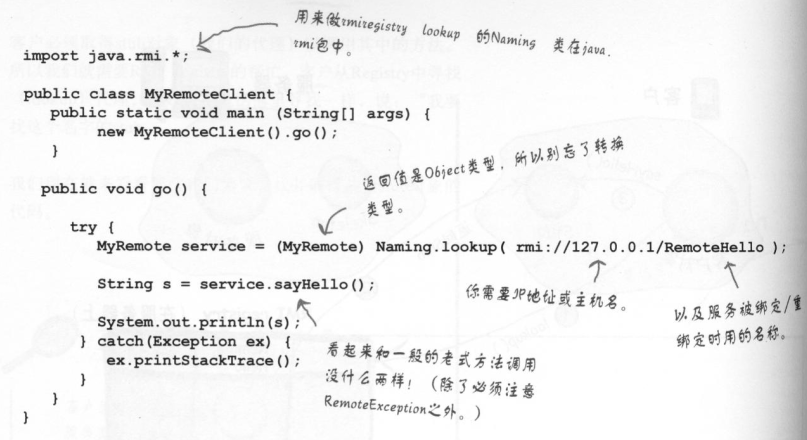 用来做rmiregistry lookup 的Naming 类在java.
rmi包中。
import java.rmi.*;
public class MyRemoteClient {
public static void main (String[] args) {
new MyRemoteClient().go();
}
public void go() {
返回值是Object类型，所以别忘了转换
类型。
try {
MyRemote service = (MyRemote) Naming.lookup( rmi://127.0.0.1/RemoteHello );
String s = service.sayHello();
你需要IP地址或主机名。
以及服务被绑定/重
绑定时用的名称。
System.out.println(s);
} catch(Exception ex) {
ex.printStackTrace();
}
}
}
看起来和一般的老式方法调用
没什么两样！（除了必须注意
RemoteException之外。）
客户